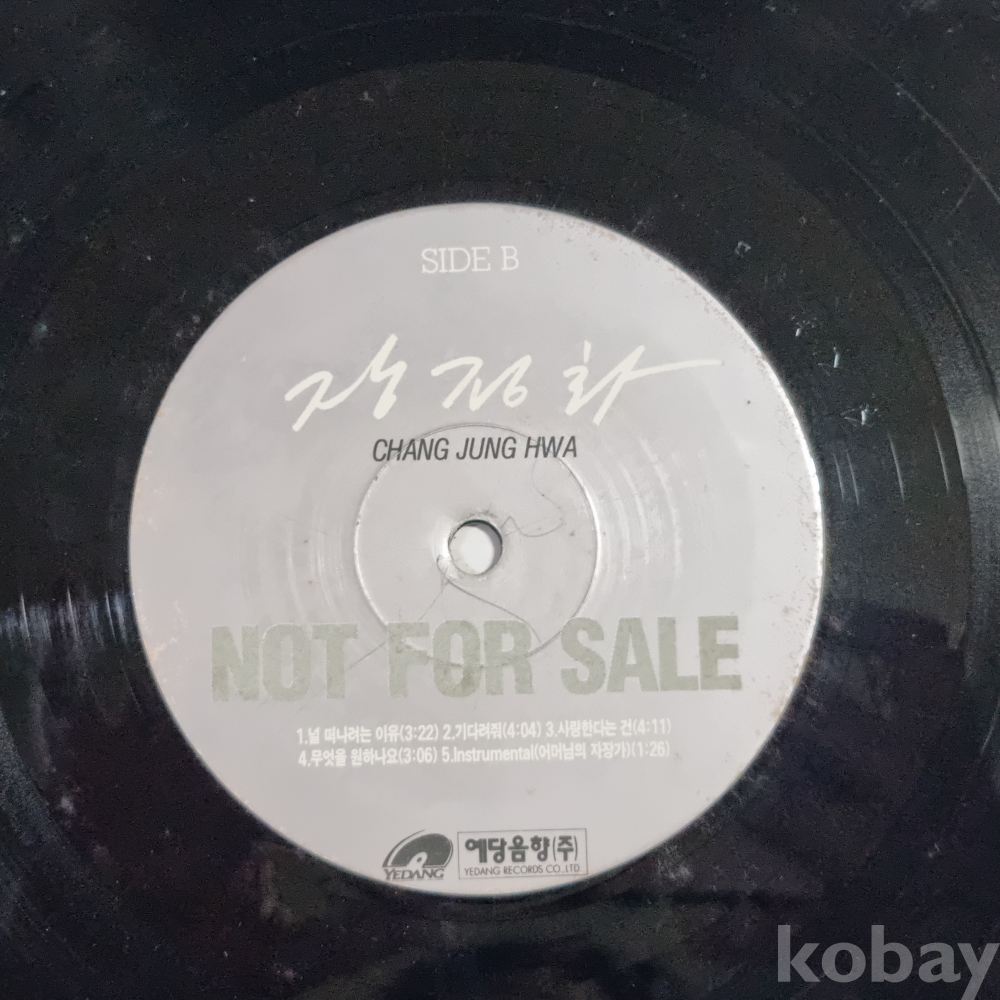 SIDE B
장정화
CHANG JUNG HWA
NOT FOR SALE
1.널 떠나려는 이유(3:22) 2.기다려줘(4:04) 3.사랑한다는 건(4:11)
4.무엇을 원하나요(3:06) 5.Instrumental(어머님의 자장가)(1:26)
YEDANG
예당음향(주)
YEDANG RECORDS CO.,LTD.
kobay